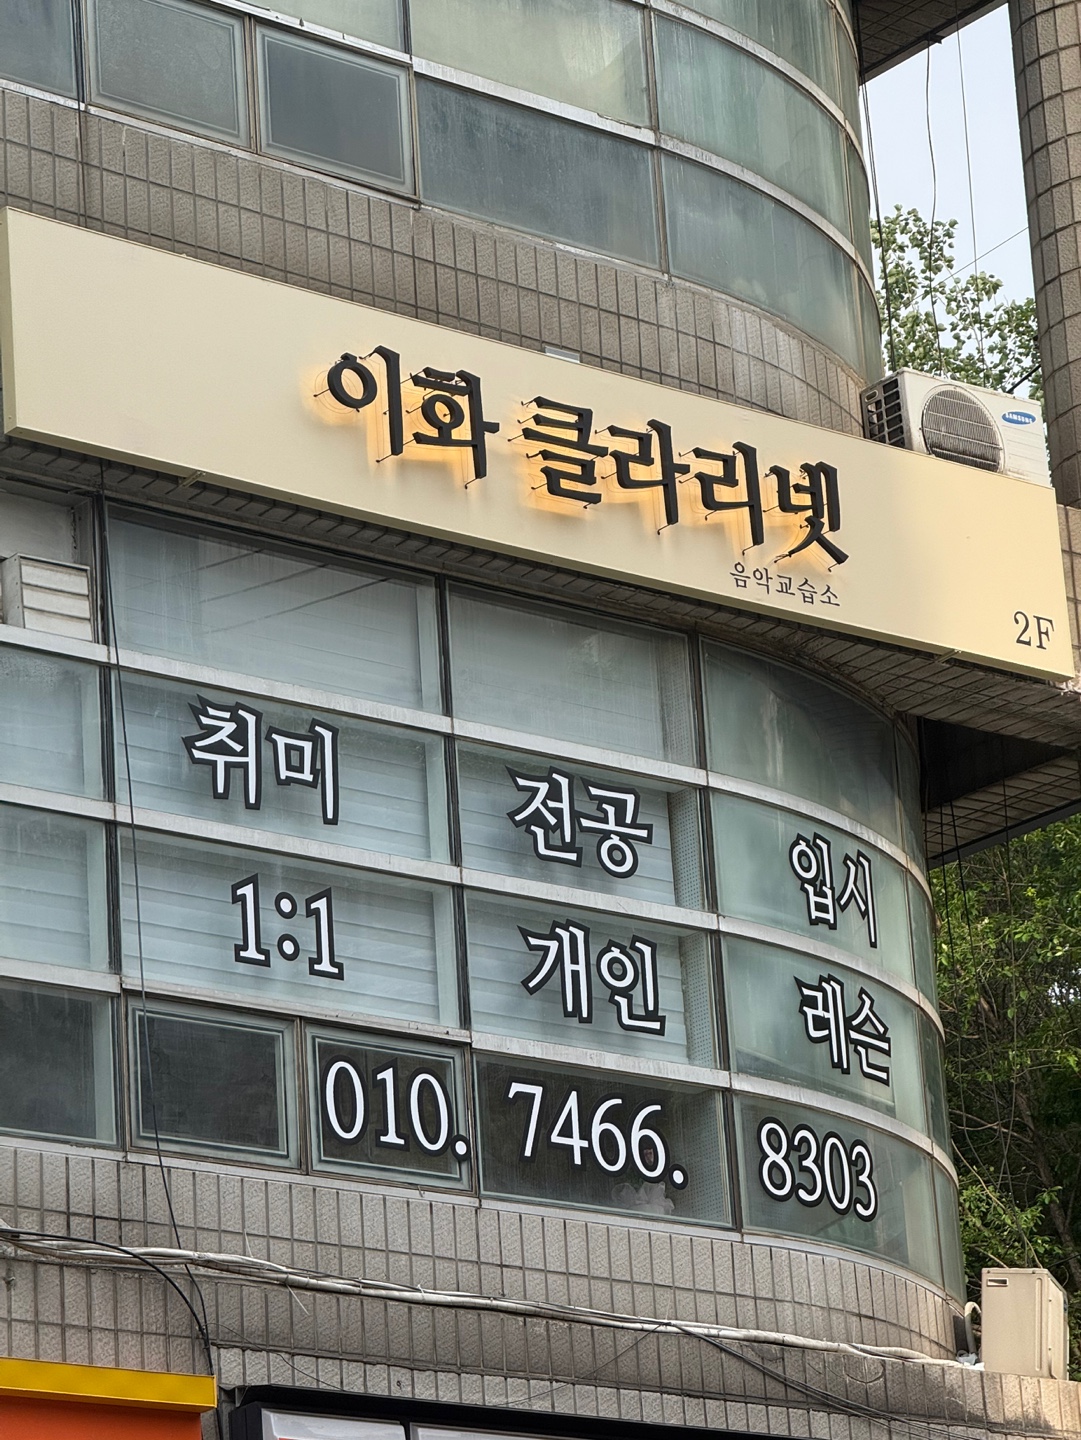 SAMSUNG
이화 클라리넷
음악교습소
2F
취미 전공 입시
1:1 개인 레슨
010. 7466. 8303